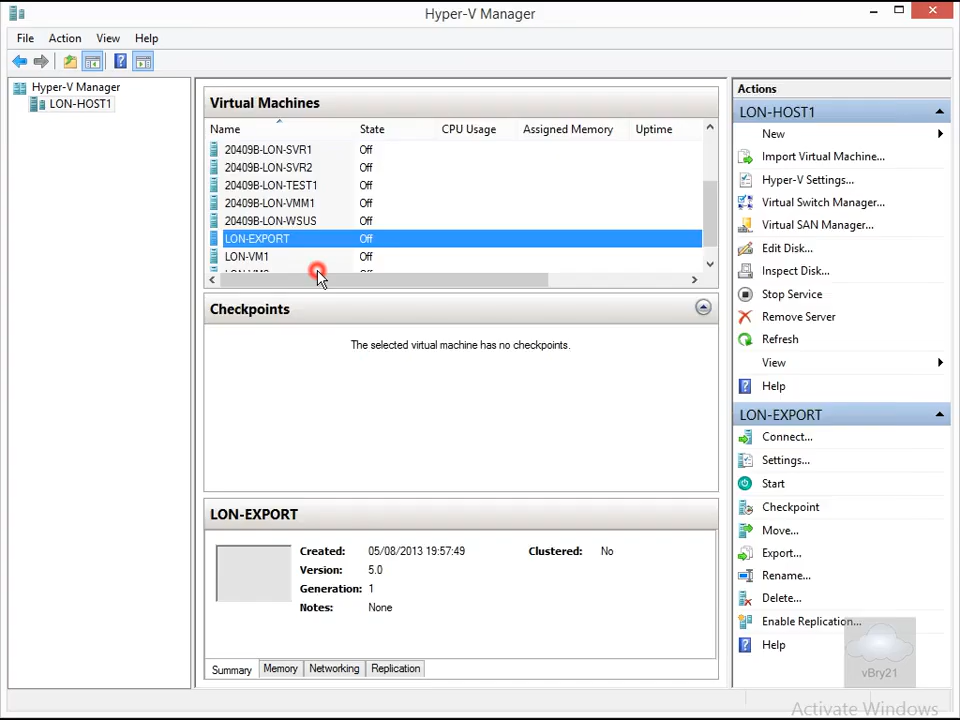 Hyper-V Manager
File Action View Help
Hyper-V Manager
LON-HOST1
Virtual Machines
Name State CPU Usage Assigned Memory Uptime
20409B-LON-SVR1 Off
20409B-LON-SVR2 Off
20409B-LON-TEST1 Off
20409B-LON-VMM1 Off
20409B-LON-WSUS Off
LON-EXPORT Off
LON-VM1 Off
Checkpoints
The selected virtual machine has no checkpoints.
LON-EXPORT
Created: 05/08/2013 19:57:49 Clustered: No
Version: 5.0
Generation: 1
Notes: None
Summary Memory Networking Replication
Actions
LON-HOST1
New
Import Virtual Machine...
Hyper-V Settings...
Virtual Switch Manager...
Virtual SAN Manager...
Edit Disk...
Inspect Disk...
Stop Service
Remove Server
Refresh
View
Help
LON-EXPORT
Connect...
Settings...
Start
Checkpoint
Move...
Export...
Rename...
Delete...
Enable Replication...
Help
vBry21
Activate Windows